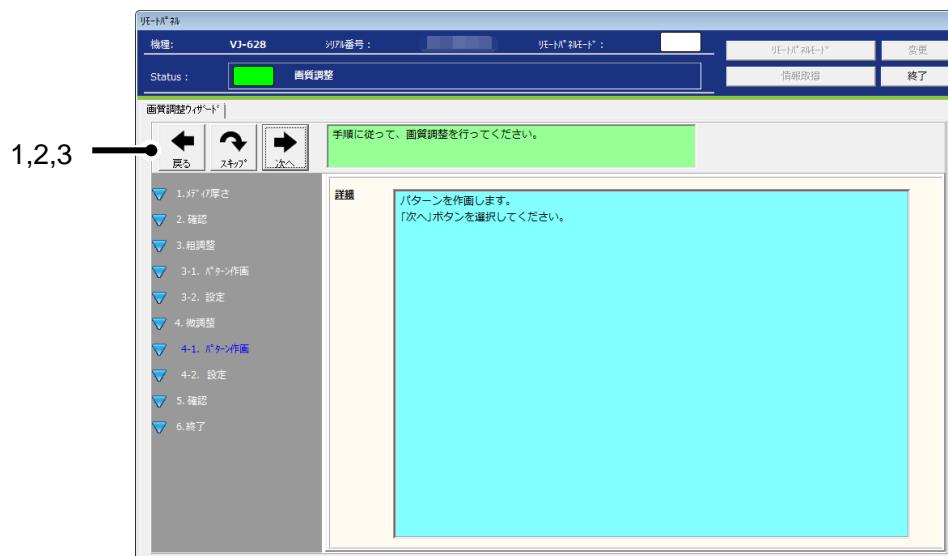 ﾘﾓｰﾄﾊﾟﾈﾙ
機種: VJ-628 ｼﾘｱﾙ番号: ﾘﾓｰﾄﾊﾟﾈﾙﾓｰﾄﾞ: ﾘﾓｰﾄﾊﾟﾈﾙﾓｰﾄﾞ 変更
Status : 画質調整 情報取得 終了
画質調整ｳｨｻﾞｰﾄﾞ
1,2,3
戻る ｽｷｯﾌﾟ 次へ
手順に従って、画質調整を行ってください。
1.ﾒﾃﾞｨｱ厚さ
2.確認
3.粗調整
3-1. ﾊﾟﾀｰﾝ作画
3-2. 設定
4.微調整
4-1. ﾊﾟﾀｰﾝ作画
4-2. 設定
5.確認
6.終了
詳細
パターンを作画します。
「次へ」ボタンを選択してください。